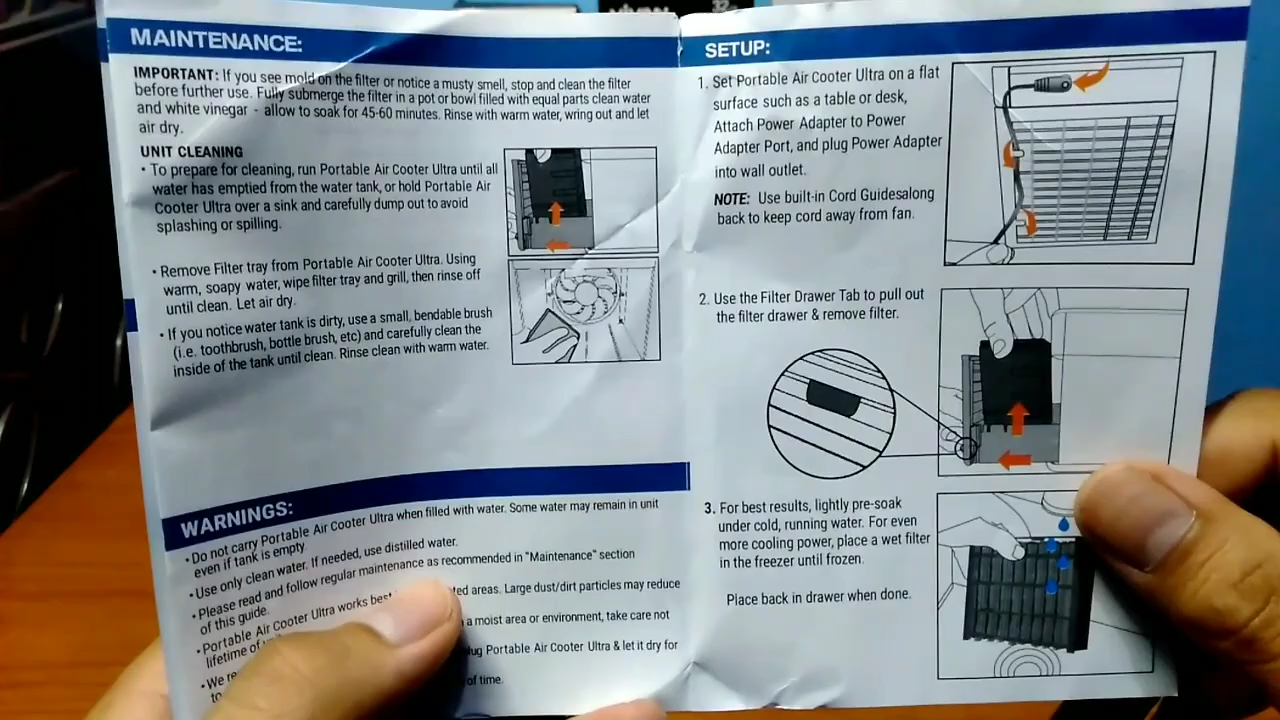 MAINTENANCE:
IMPORTANT: If you see mold on the filter or notice a musty smell, stop and clean the filter
before further use. Fully submerge the filter in a pot or bowl filled with equal parts clean water
and white vinegar - allow to soak for 45-60 minutes. Rinse with warm water, wring out and let
air dry.
UNIT CLEANING
• To prepare for cleaning, run Portable Air Cooter Ultra until all
water has emptied from the water tank, or hold Portable Air
Cooter Ultra over a sink and carefully dump out to avoid
splashing or spilling.
• Remove Filter tray from Portable Air Cooter Ultra. Using
warm, soapy water, wipe filter tray and grill, then rinse off
until clean. Let air dry.
• If you notice water tank is dirty, use a small, bendable brush
(i.e. toothbrush, bottle brush, etc) and carefully clean the
inside of the tank until clean. Rinse clean with warm water.
WARNINGS:
• Do not carry Portable Air Cooter Ultra when filled with water. Some water may remain in unit
even if tank is empty
• Use only clean water. If needed, use distilled water.
• Please read and follow regular maintenance as recommended in "Maintenance" section
of this guide.
• Portable Air Cooter Ultra works best areas. Large dust/dirt particles may reduce
lifetime of
a moist area or environment, take care not
• We
to
Portable Air Cooter Ultra & let it dry for
of time.
SETUP:
1. Set Portable Air Cooter Ultra on a flat
surface such as a table or desk,
Attach Power Adapter to Power
Adapter Port, and plug Power Adapter
into wall outlet.
NOTE: Use built-in Cord Guidesalong
back to keep cord away from fan.
2. Use the Filter Drawer Tab to pull out
the filter drawer & remove filter.
3. For best results, lightly pre-soak
under cold, running water. For even
more cooling power, place a wet filter
in the freezer until frozen.
Place back in drawer when done.